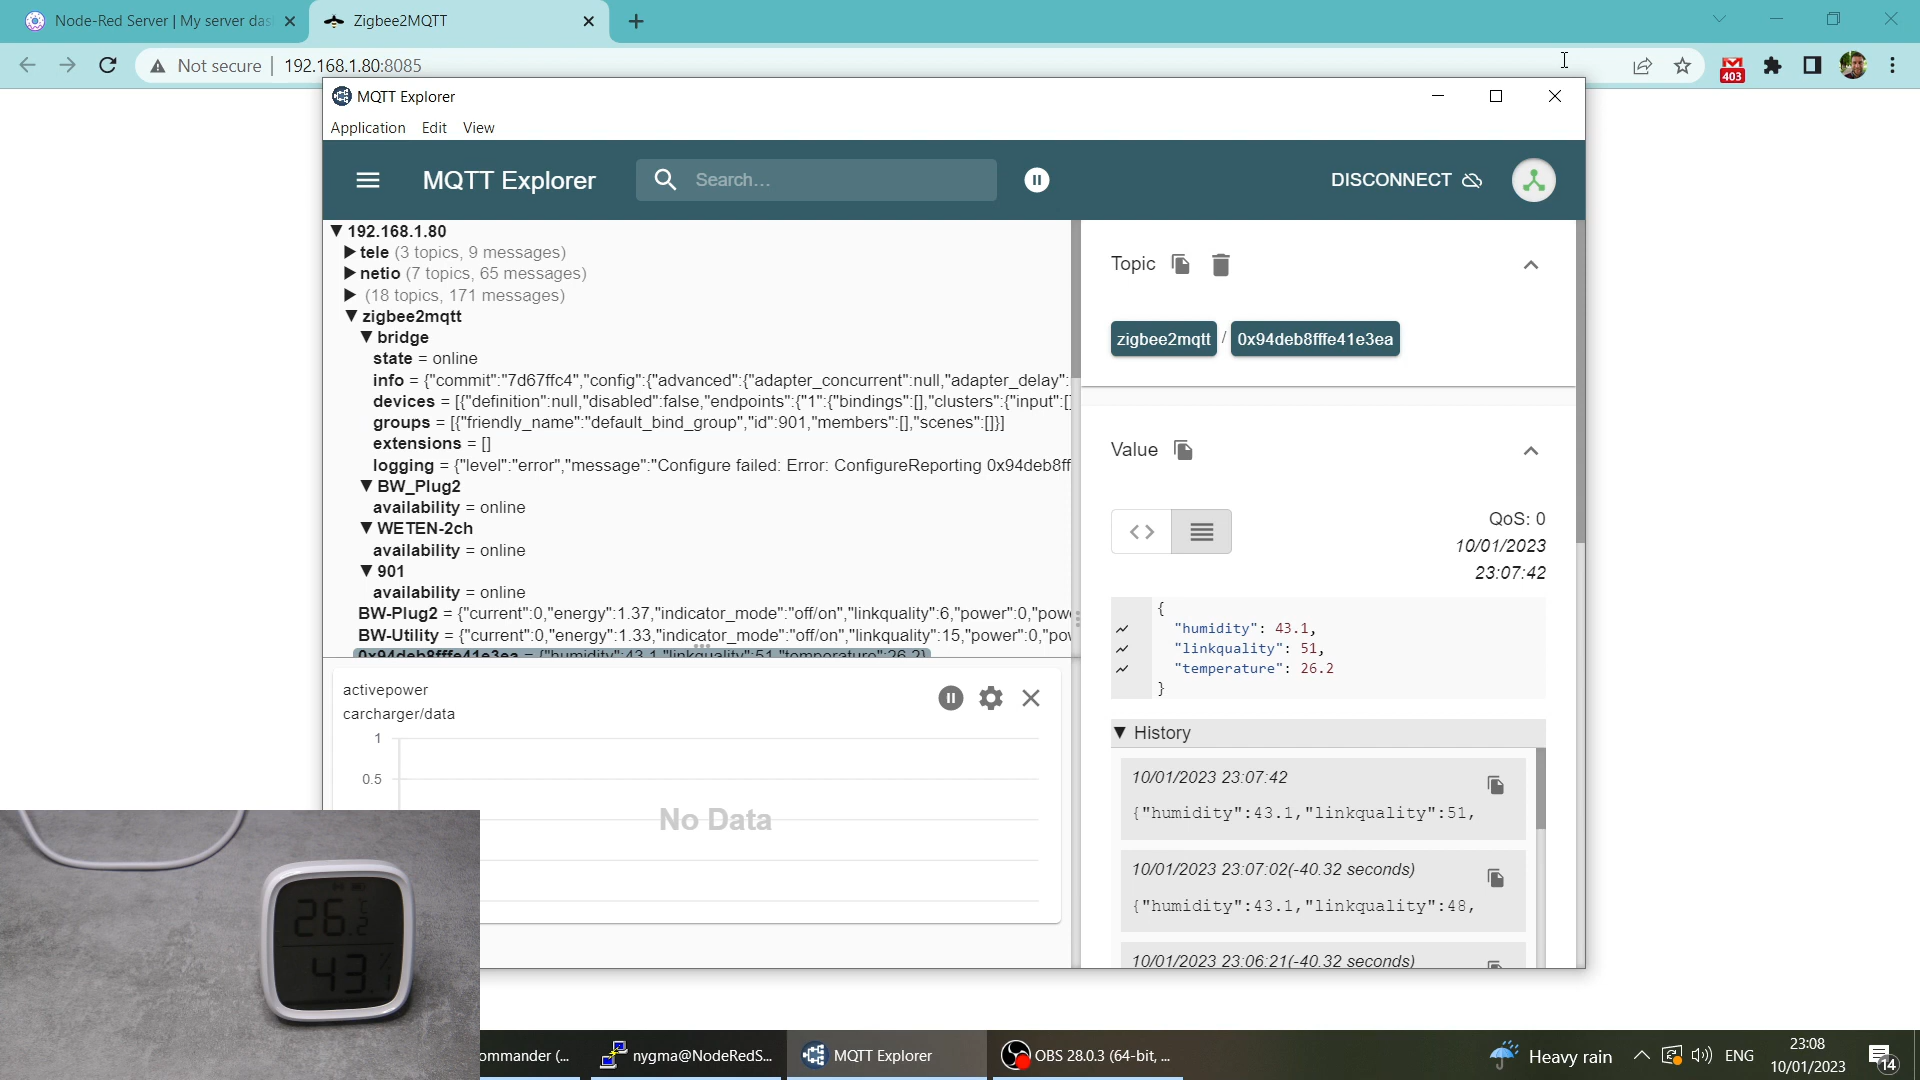 Node-Red Server | My server das
Zigbee2MQTT
Not secure | 192.168.1.80:8085
403
MQTT Explorer
Application Edit View
MQTT Explorer
Search...
DISCONNECT
192.168.1.80
tele (3 topics, 9 messages)
netio (7 topics, 65 messages)
(18 topics, 171 messages)
zigbee2mqtt
bridge
state = online
info = {"commit":"7d67ffc4","config":{"advanced":{"adapter_concurrent":null,"adapter_delay":
devices = [{"definition":null,"disabled":false,"endpoints":{"1":{"bindings":[],"clusters":{"input":[]
groups = [{"friendly_name":"default_bind_group","id":901,"members":[],"scenes":[]}]
extensions = []
logging = {"level":"error","message":"Configure failed: Error: ConfigureReporting 0x94deb8ff
BW_Plug2
availability = online
WETEN-2ch
availability = online
901
availability = online
BW-Plug2 = {"current":0,"energy":1.37,"indicator_mode":"off/on","linkquality":6,"power":0,"pow
BW-Utility = {"current":0,"energy":1.33,"indicator_mode":"off/on","linkquality":15,"power":0,"po
0x94deb8fffe41e3ea = {"humidity":43.1,"linkquality":51,"temperature":26.2}
activepower
carcharger/data
1
0.5
No Data
Topic
zigbee2mqtt / 0x94deb8fffe41e3ea
Value
QoS: 0
10/01/2023
23:07:42
{
"humidity": 43.1,
"linkquality": 51,
"temperature": 26.2
}
History
10/01/2023 23:07:42
{"humidity":43.1,"linkquality":51,
10/01/2023 23:07:02(-40.32 seconds)
{"humidity":43.1,"linkquality":48,
10/01/2023 23:06:21(-40.32 seconds)
26.2
43.1
ommander (...
nygma@NodeRedS...
MQTT Explorer
OBS 28.0.3 (64-bit, ...
Heavy rain
ENG
23:08
10/01/2023
14